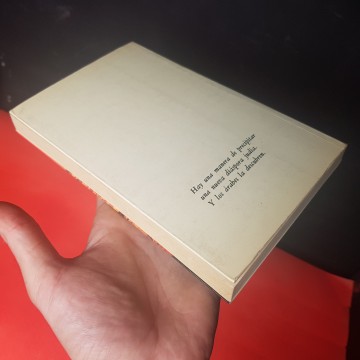 Hay una manera de precipitar
una nueva diáspora judía.
Y los árabes la descubren.